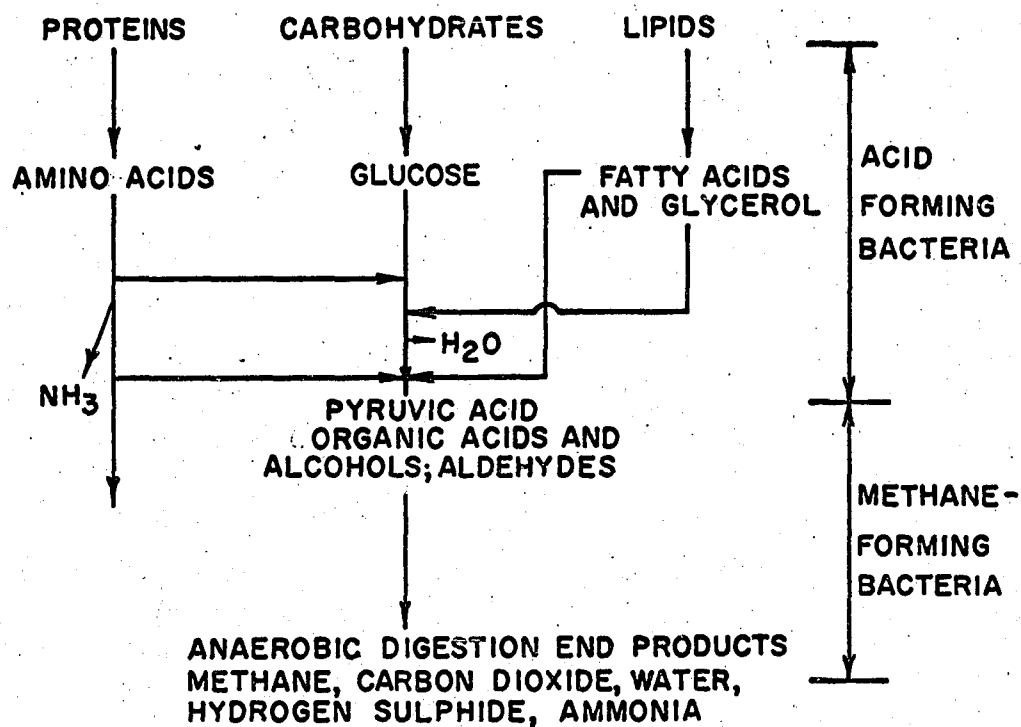 PROTEINS CARBOHYDRATES LIPIDS
AMINO ACIDS GLUCOSE FATTY ACIDS
AND GLYCEROL
ACID
FORMING
BACTERIA
H2O
NH3
PYRUVIC ACID
ORGANIC ACIDS AND
ALCOHOLS; ALDEHYDES
METHANE-
FORMING
BACTERIA
ANAEROBIC DIGESTION END PRODUCTS
METHANE, CARBON DIOXIDE, WATER,
HYDROGEN SULPHIDE, AMMONIA